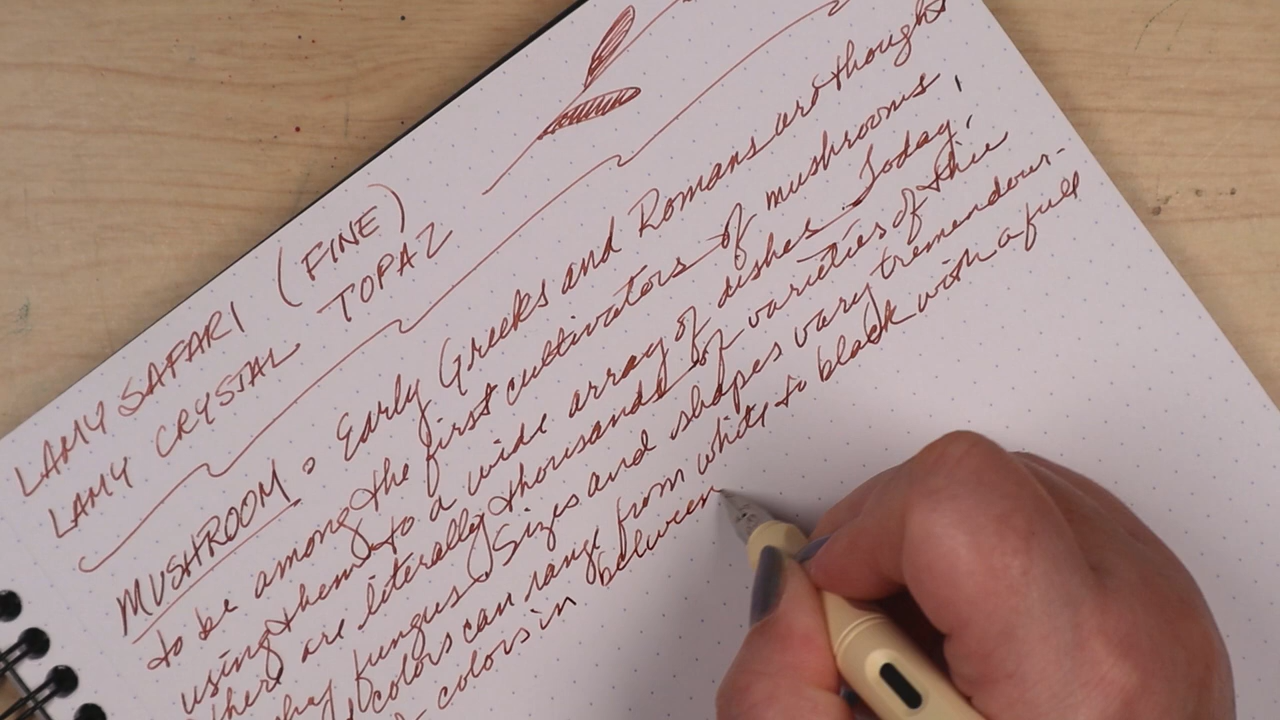 LAMY SAFARI (FINE)
LAMY CRYSTAL TOPAZ
MUSHROOM . Early Greeks and Romans are thought
to be among the first cultivators of mushrooms,
using them to a wide array of dishes. Today,
there are literally thousands of varieties of this
fungus. Sizes and shapes vary tremendous-
colors can range from white to black with a full
colors in between